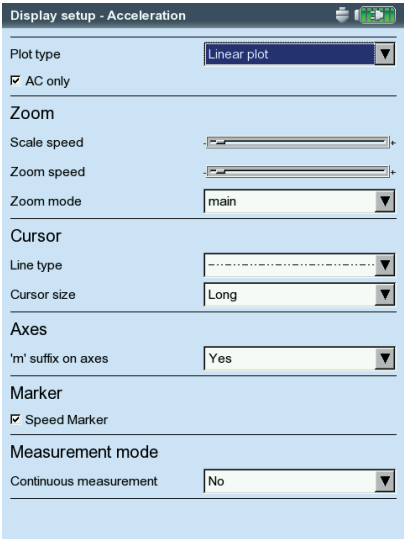 Display setup - Acceleration
Plot type Linear plot
AC only
Zoom
Scale speed - +
Zoom speed - +
Zoom mode main
Cursor
Line type
Cursor size Long
Axes
'm' suffix on axes Yes
Marker
Speed Marker
Measurement mode
Continuous measurement No